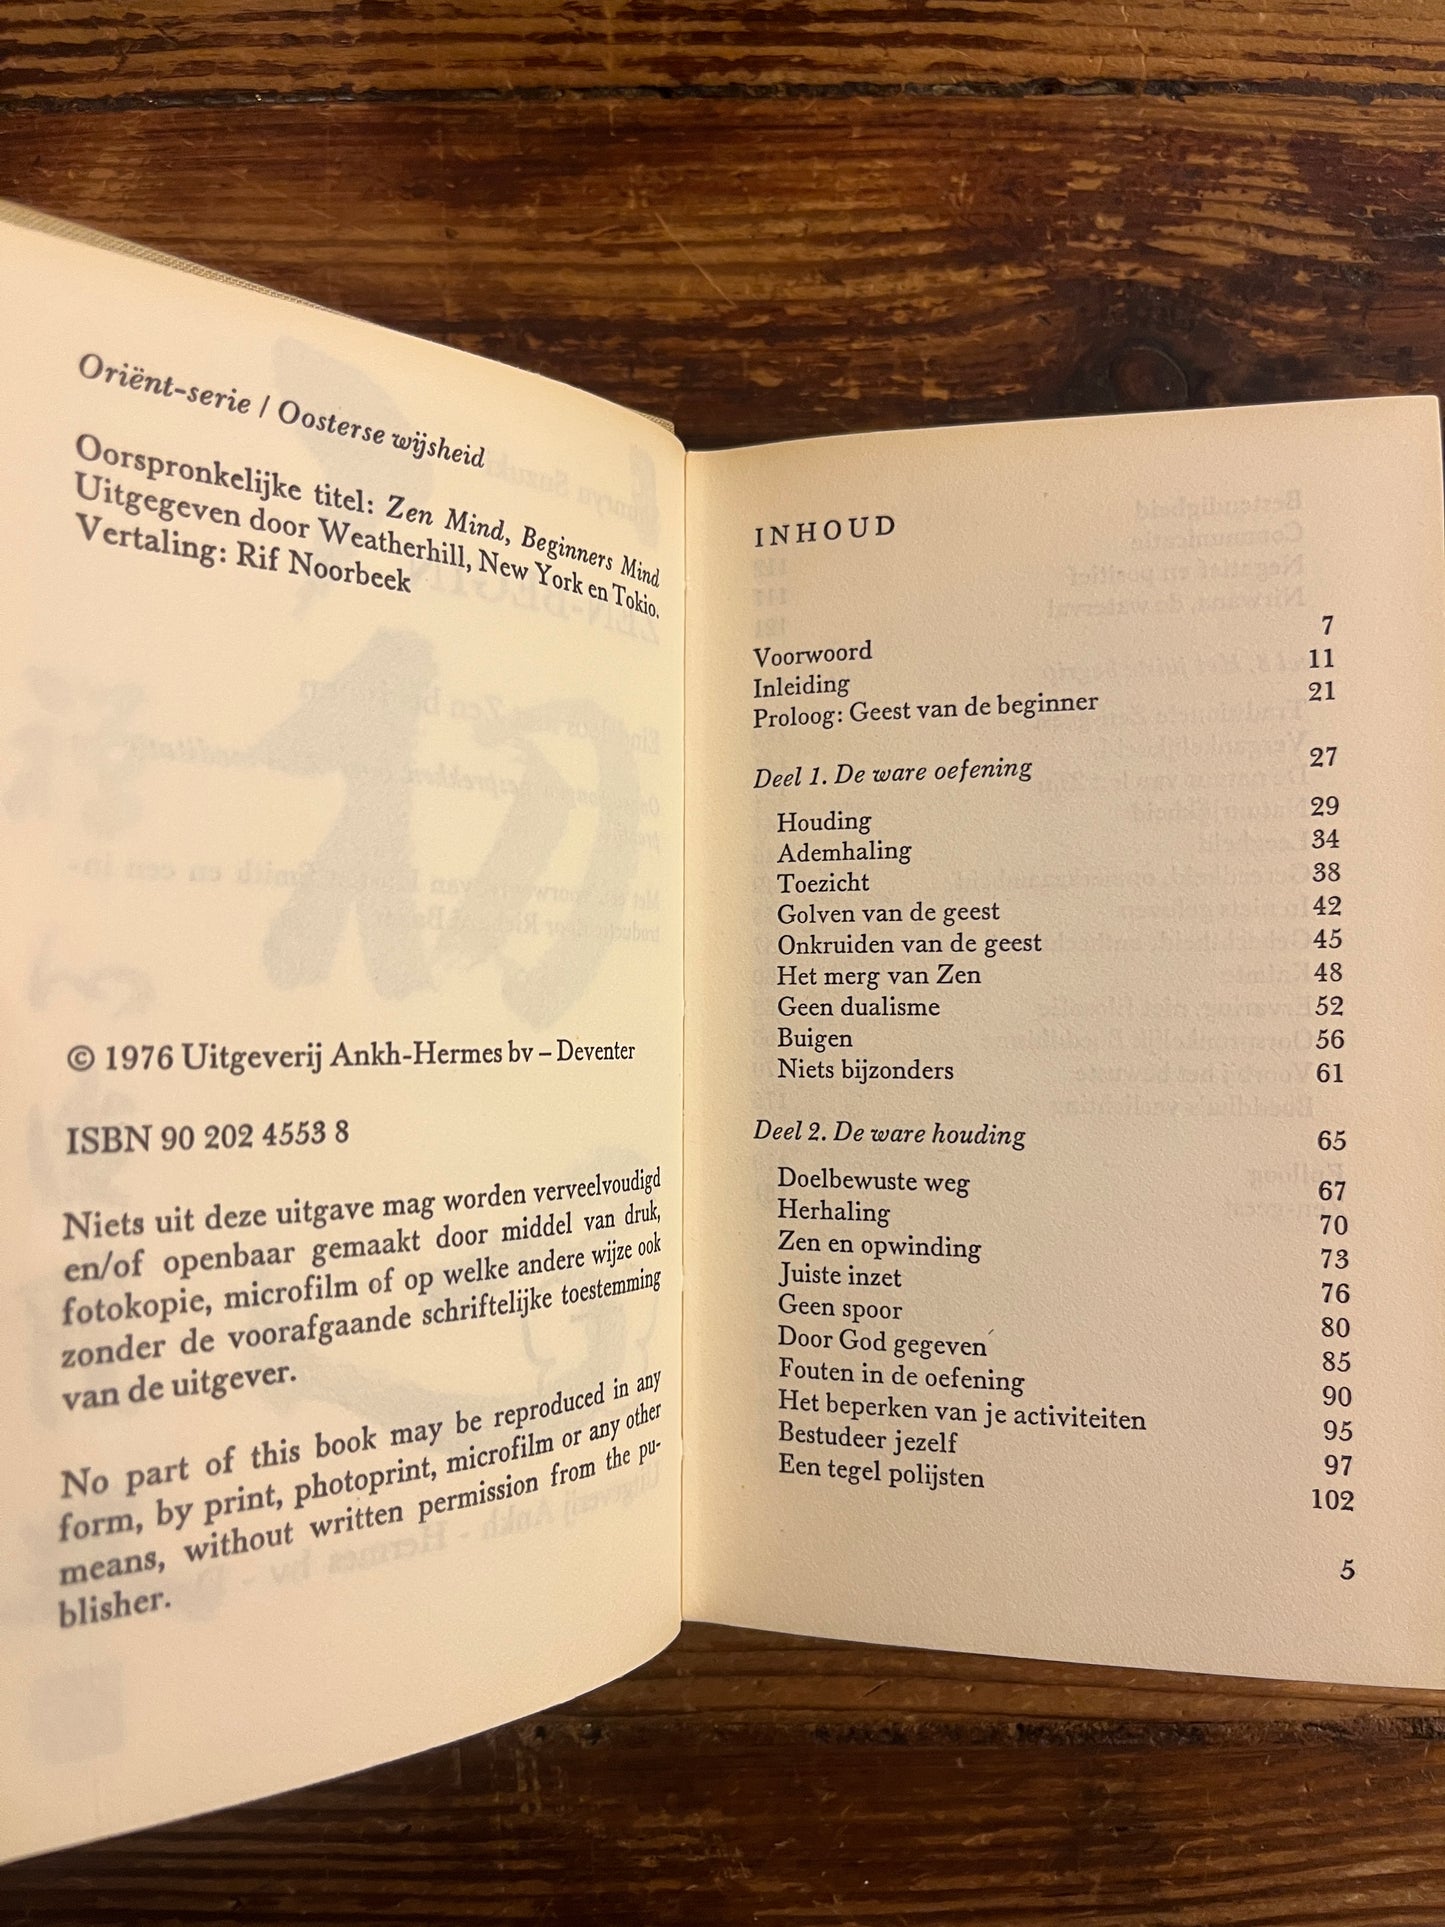 Oriënt-serie / Oosterse wijsheid
Oorspronkelijke titel: Zen Mind, Beginners Mind
Uitgegeven door Weatherhill, New York en Tokio.
Vertaling: Rif Noorbeek
© 1976 Uitgeverij Ankh-Hermes bv – Deventer
ISBN 90 202 4553 8
Niets uit deze uitgave mag worden verveelvoudigd
en/of openbaar gemaakt door middel van druk,
fotokopie, microfilm of op welke andere wijze ook
zonder de voorafgaande schriftelijke toestemming
van de uitgever.
No part of this book may be reproduced in any
form, by print, photoprint, microfilm or any other
means, without written permission from the pu-
blisher.
INHOUD
Voorwoord 7
Inleiding 11
Proloog: Geest van de beginner 21
Deel 1. De ware oefening 27
Houding 29
Ademhaling 34
Toezicht 38
Golven van de geest 42
Onkruiden van de geest 45
Het merg van Zen 48
Geen dualisme 52
Buigen 56
Niets bijzonders 61
Deel 2. De ware houding 65
Doelbewuste weg 67
Herhaling 70
Zen en opwinding 73
Juiste inzet 76
Geen spoor 80
Door God gegeven 85
Fouten in de oefening 90
Het beperken van je activiteiten 95
Bestudeer jezelf 97
Een tegel polijsten 102
5